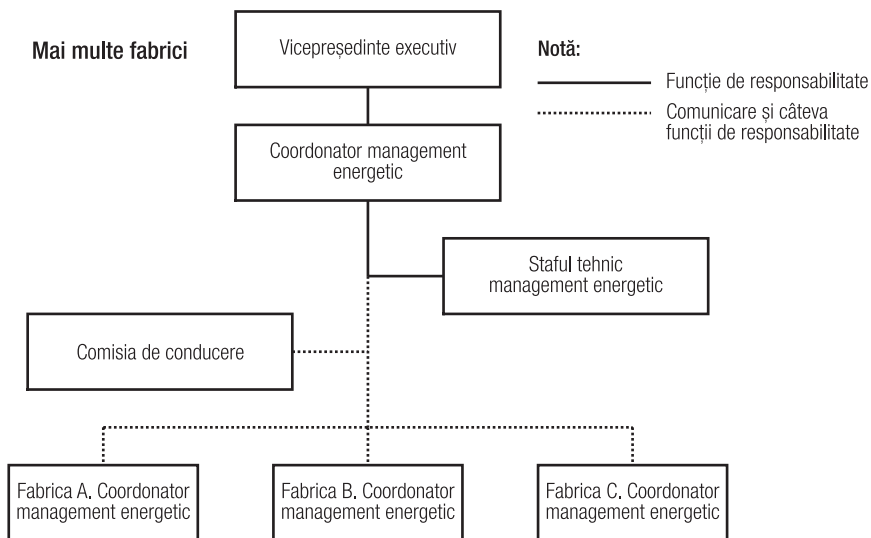 Mai multe fabrici
Vicepreședinte executiv
Notă:
Funcție de responsabilitate
Comunicare și câteva
funcții de responsabilitate
Coordonator management
energetic
Staful tehnic
management energetic
Comisia de conducere
Fabrica A. Coordonator
management energetic
Fabrica B. Coordonator
management energetic
Fabrica C. Coordonator
management energetic